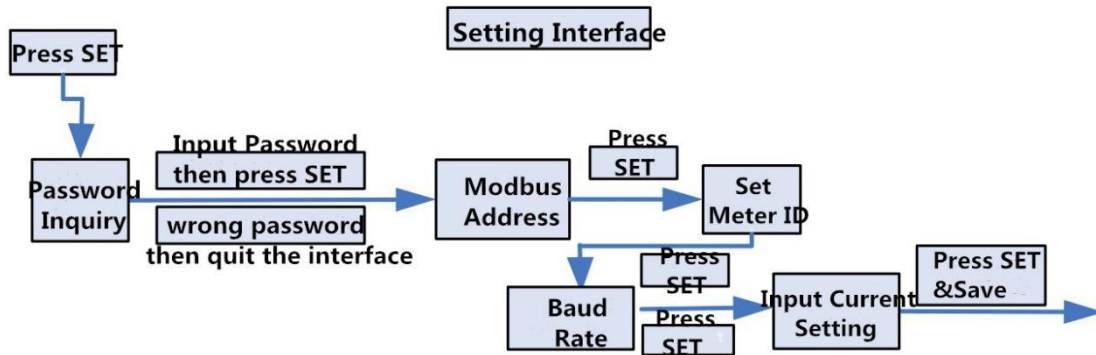 Setting Interface
Press SET
Input Password
then press SET
Password
Inquiry
wrong password
then quit the interface
Modbus
Address
Press
SET
Set
Meter ID
Baud
Rate
Press
SET
Press
SET
Input Current
Setting
Press SET
&Save